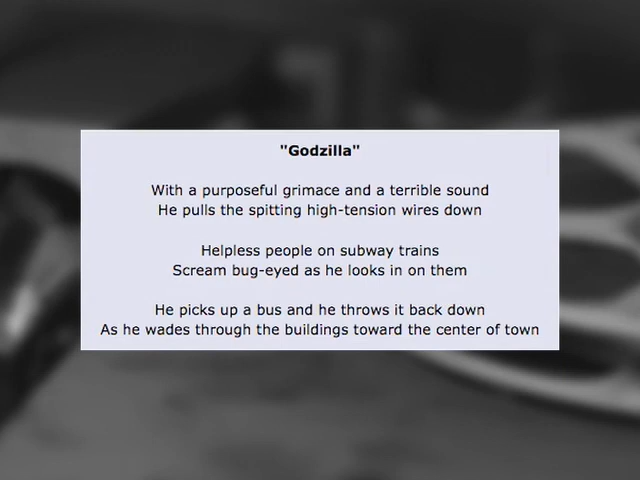 "Godzilla"
With a purposeful grimace and a terrible sound
He pulls the spitting high-tension wires down
Helpless people on subway trains
Scream bug-eyed as he looks in on them
He picks up a bus and he throws it back down
As he wades through the buildings toward the center of town